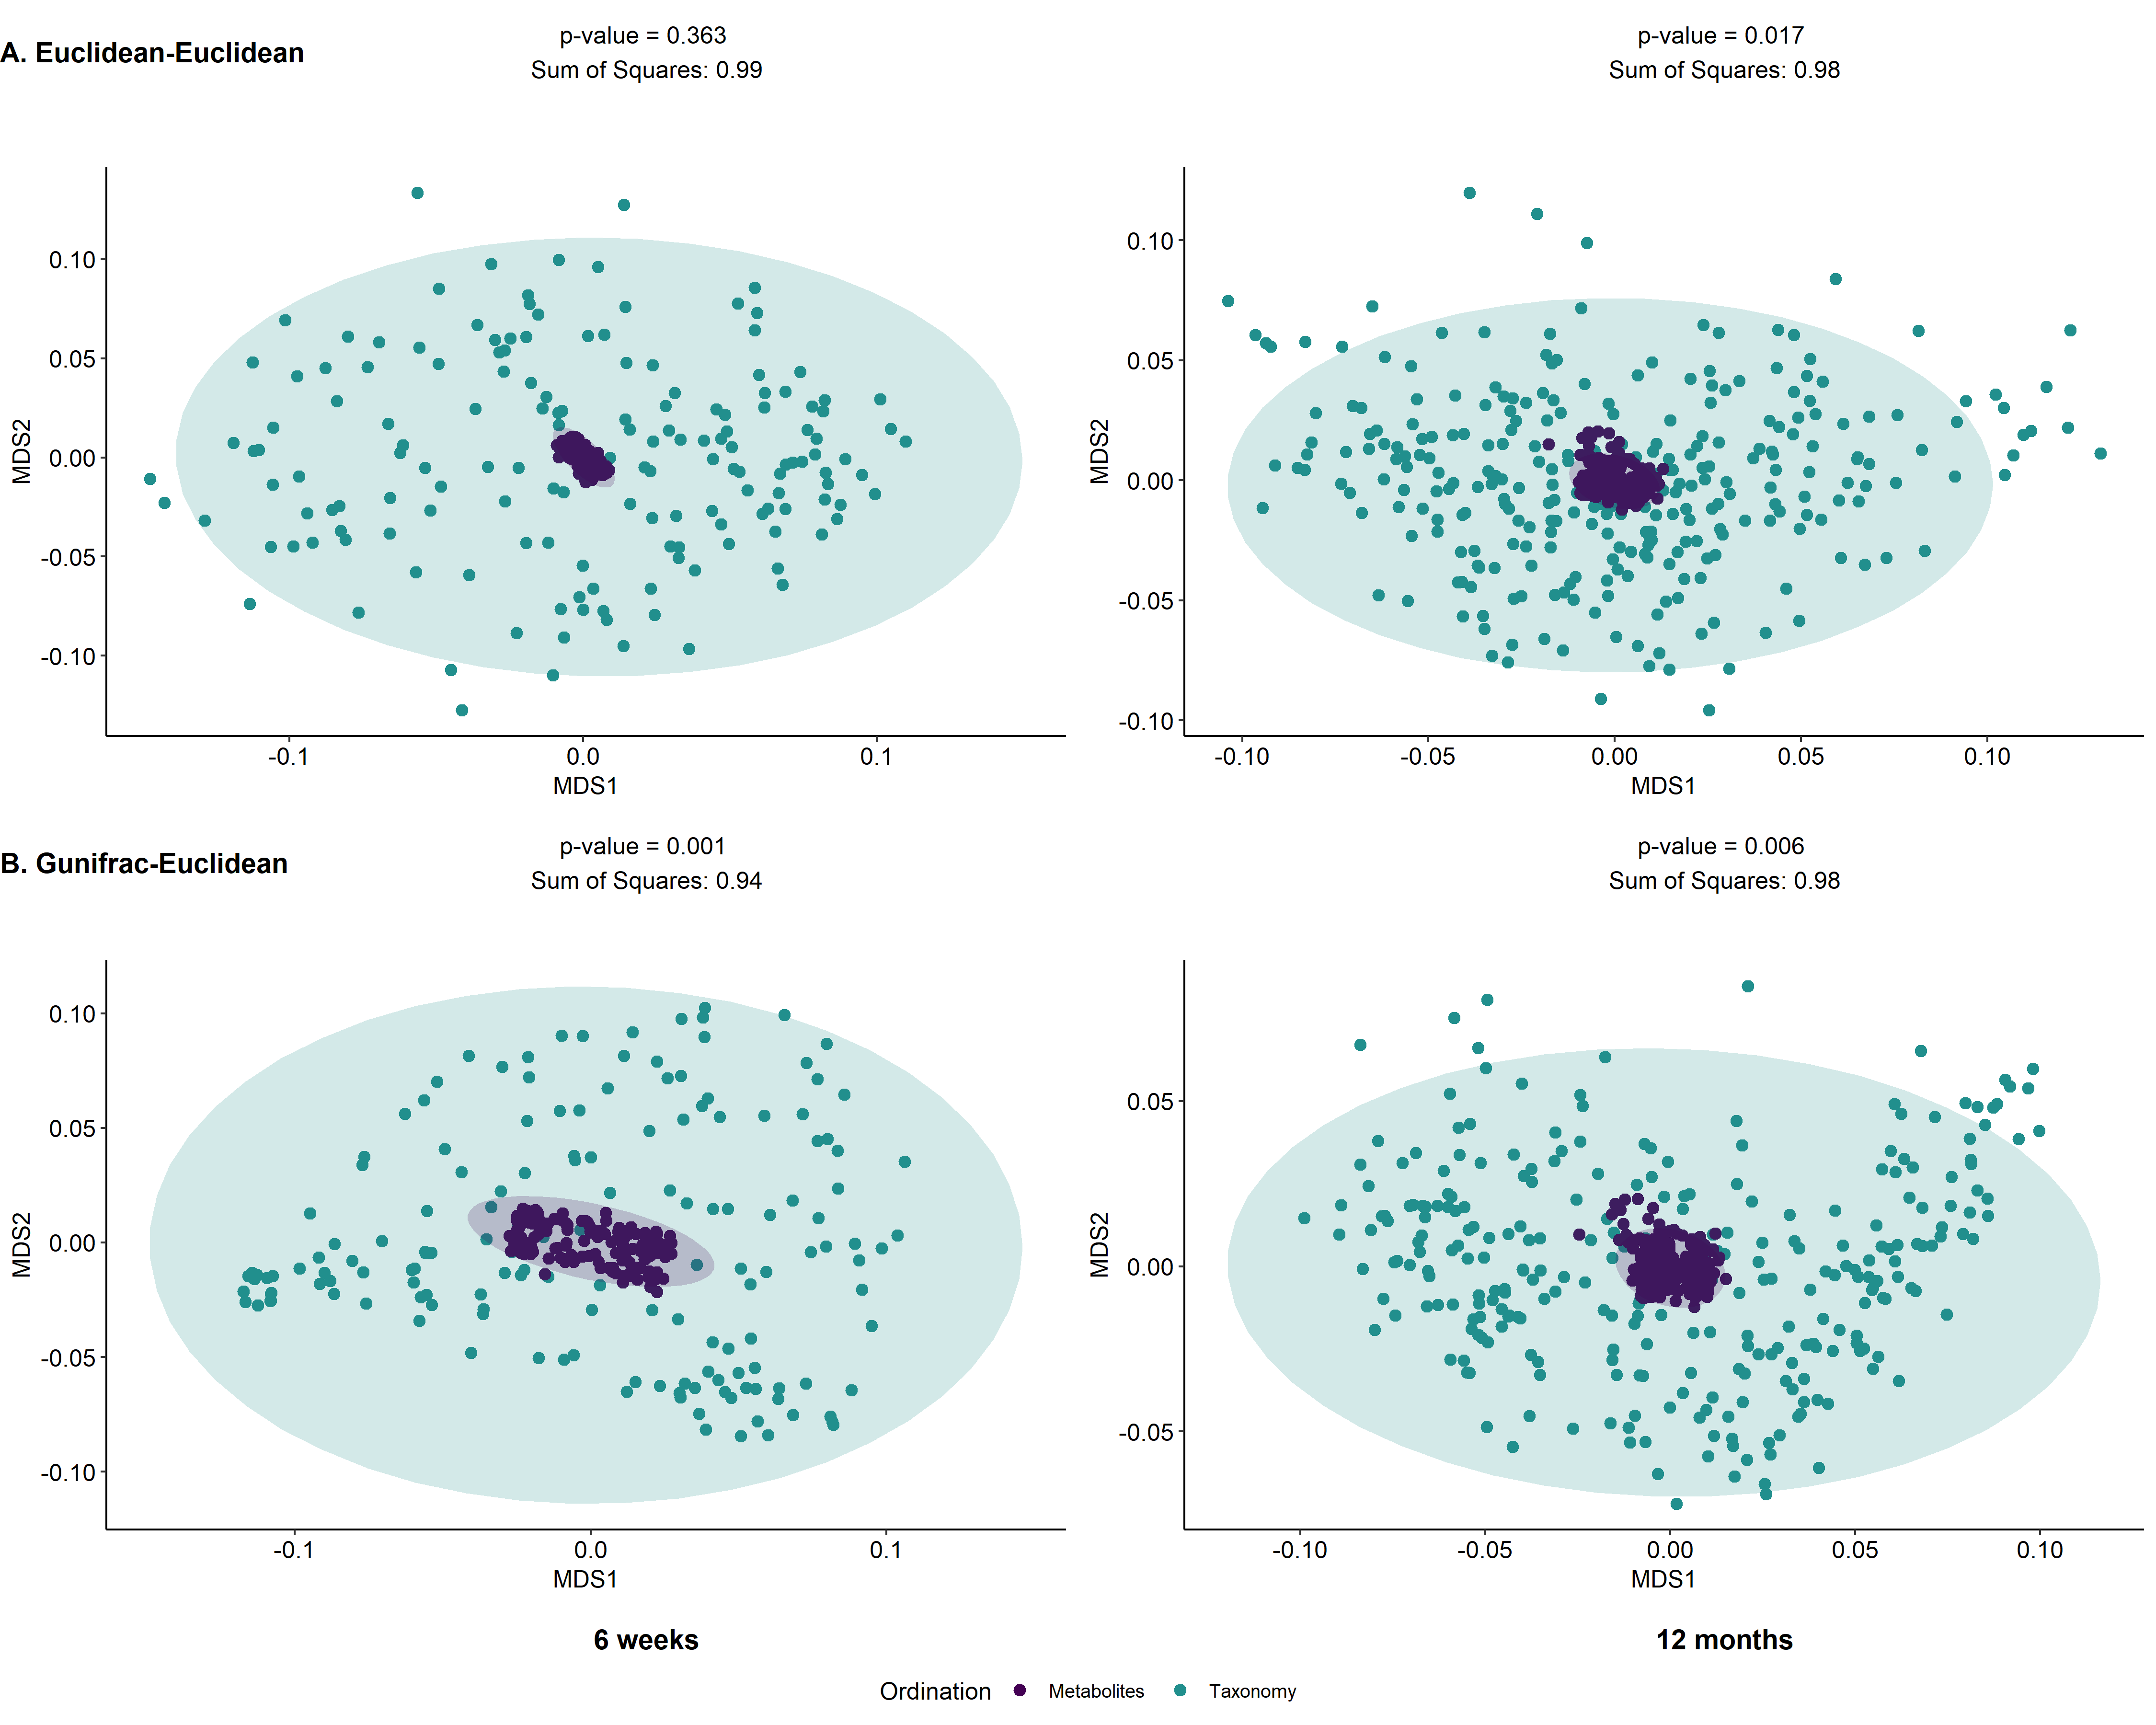 A. Euclidean-Euclidean
p-value = 0.363
Sum of Squares: 0.99
p-value = 0.017
Sum of Squares: 0.98
MDS2
0.10
0.05
0.00
-0.05
-0.10
-0.1
0.0
0.1
MDS1
MDS2
0.10
0.05
0.00
-0.05
-0.10
-0.10
-0.05
0.00
0.05
0.10
MDS1
B. Gunifrac-Euclidean
p-value = 0.001
Sum of Squares: 0.94
p-value = 0.006
Sum of Squares: 0.98
MDS2
0.10
0.05
0.00
-0.05
-0.10
-0.1
0.0
0.1
MDS1
MDS2
0.05
0.00
-0.05
-0.10
-0.05
0.00
0.05
0.10
MDS1
6 weeks
12 months
Ordination
Metabolites
Taxonomy